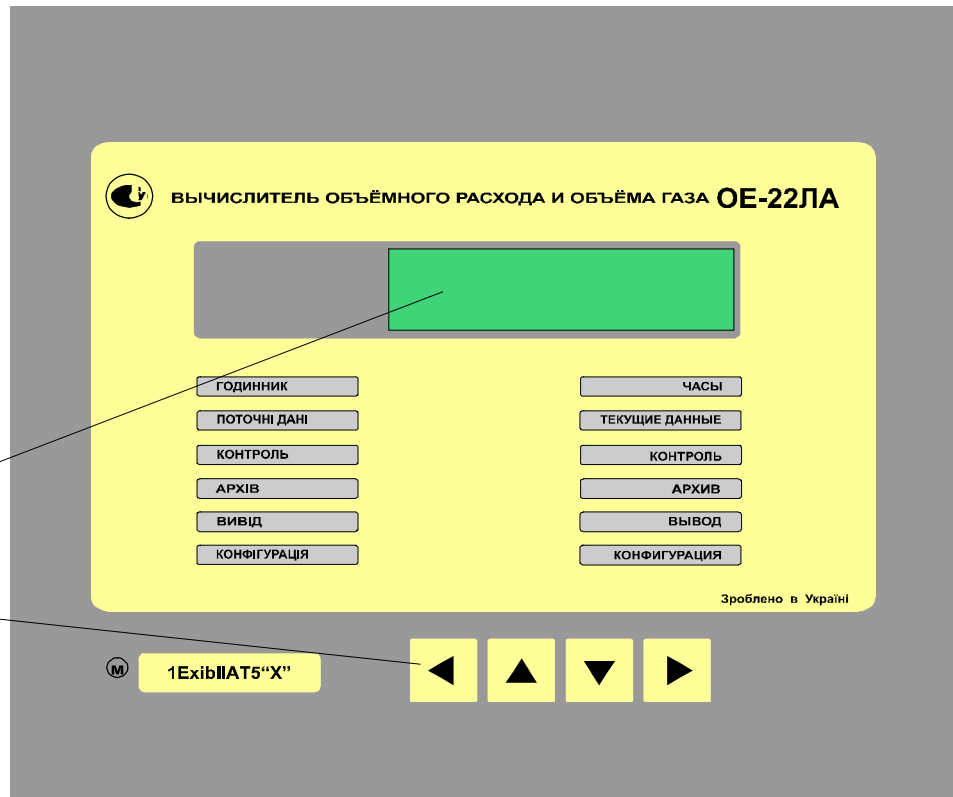 ВЫЧИСЛИТЕЛЬ ОБЪЁМНОГО РАСХОДА И ОБЪЁМА ГАЗА ОЕ-22ЛА
ГОДИННИК ЧАСЫ
ПОТОЧНІ ДАНІ ТЕКУЩИЕ ДАННЫЕ
КОНТРОЛЬ КОНТРОЛЬ
АРХІВ АРХИВ
ВИВІД ВЫВОД
КОНФІГУРАЦІЯ КОНФИГУРАЦИЯ
Зроблено в Україні
М 1ExibIIAT5“X”